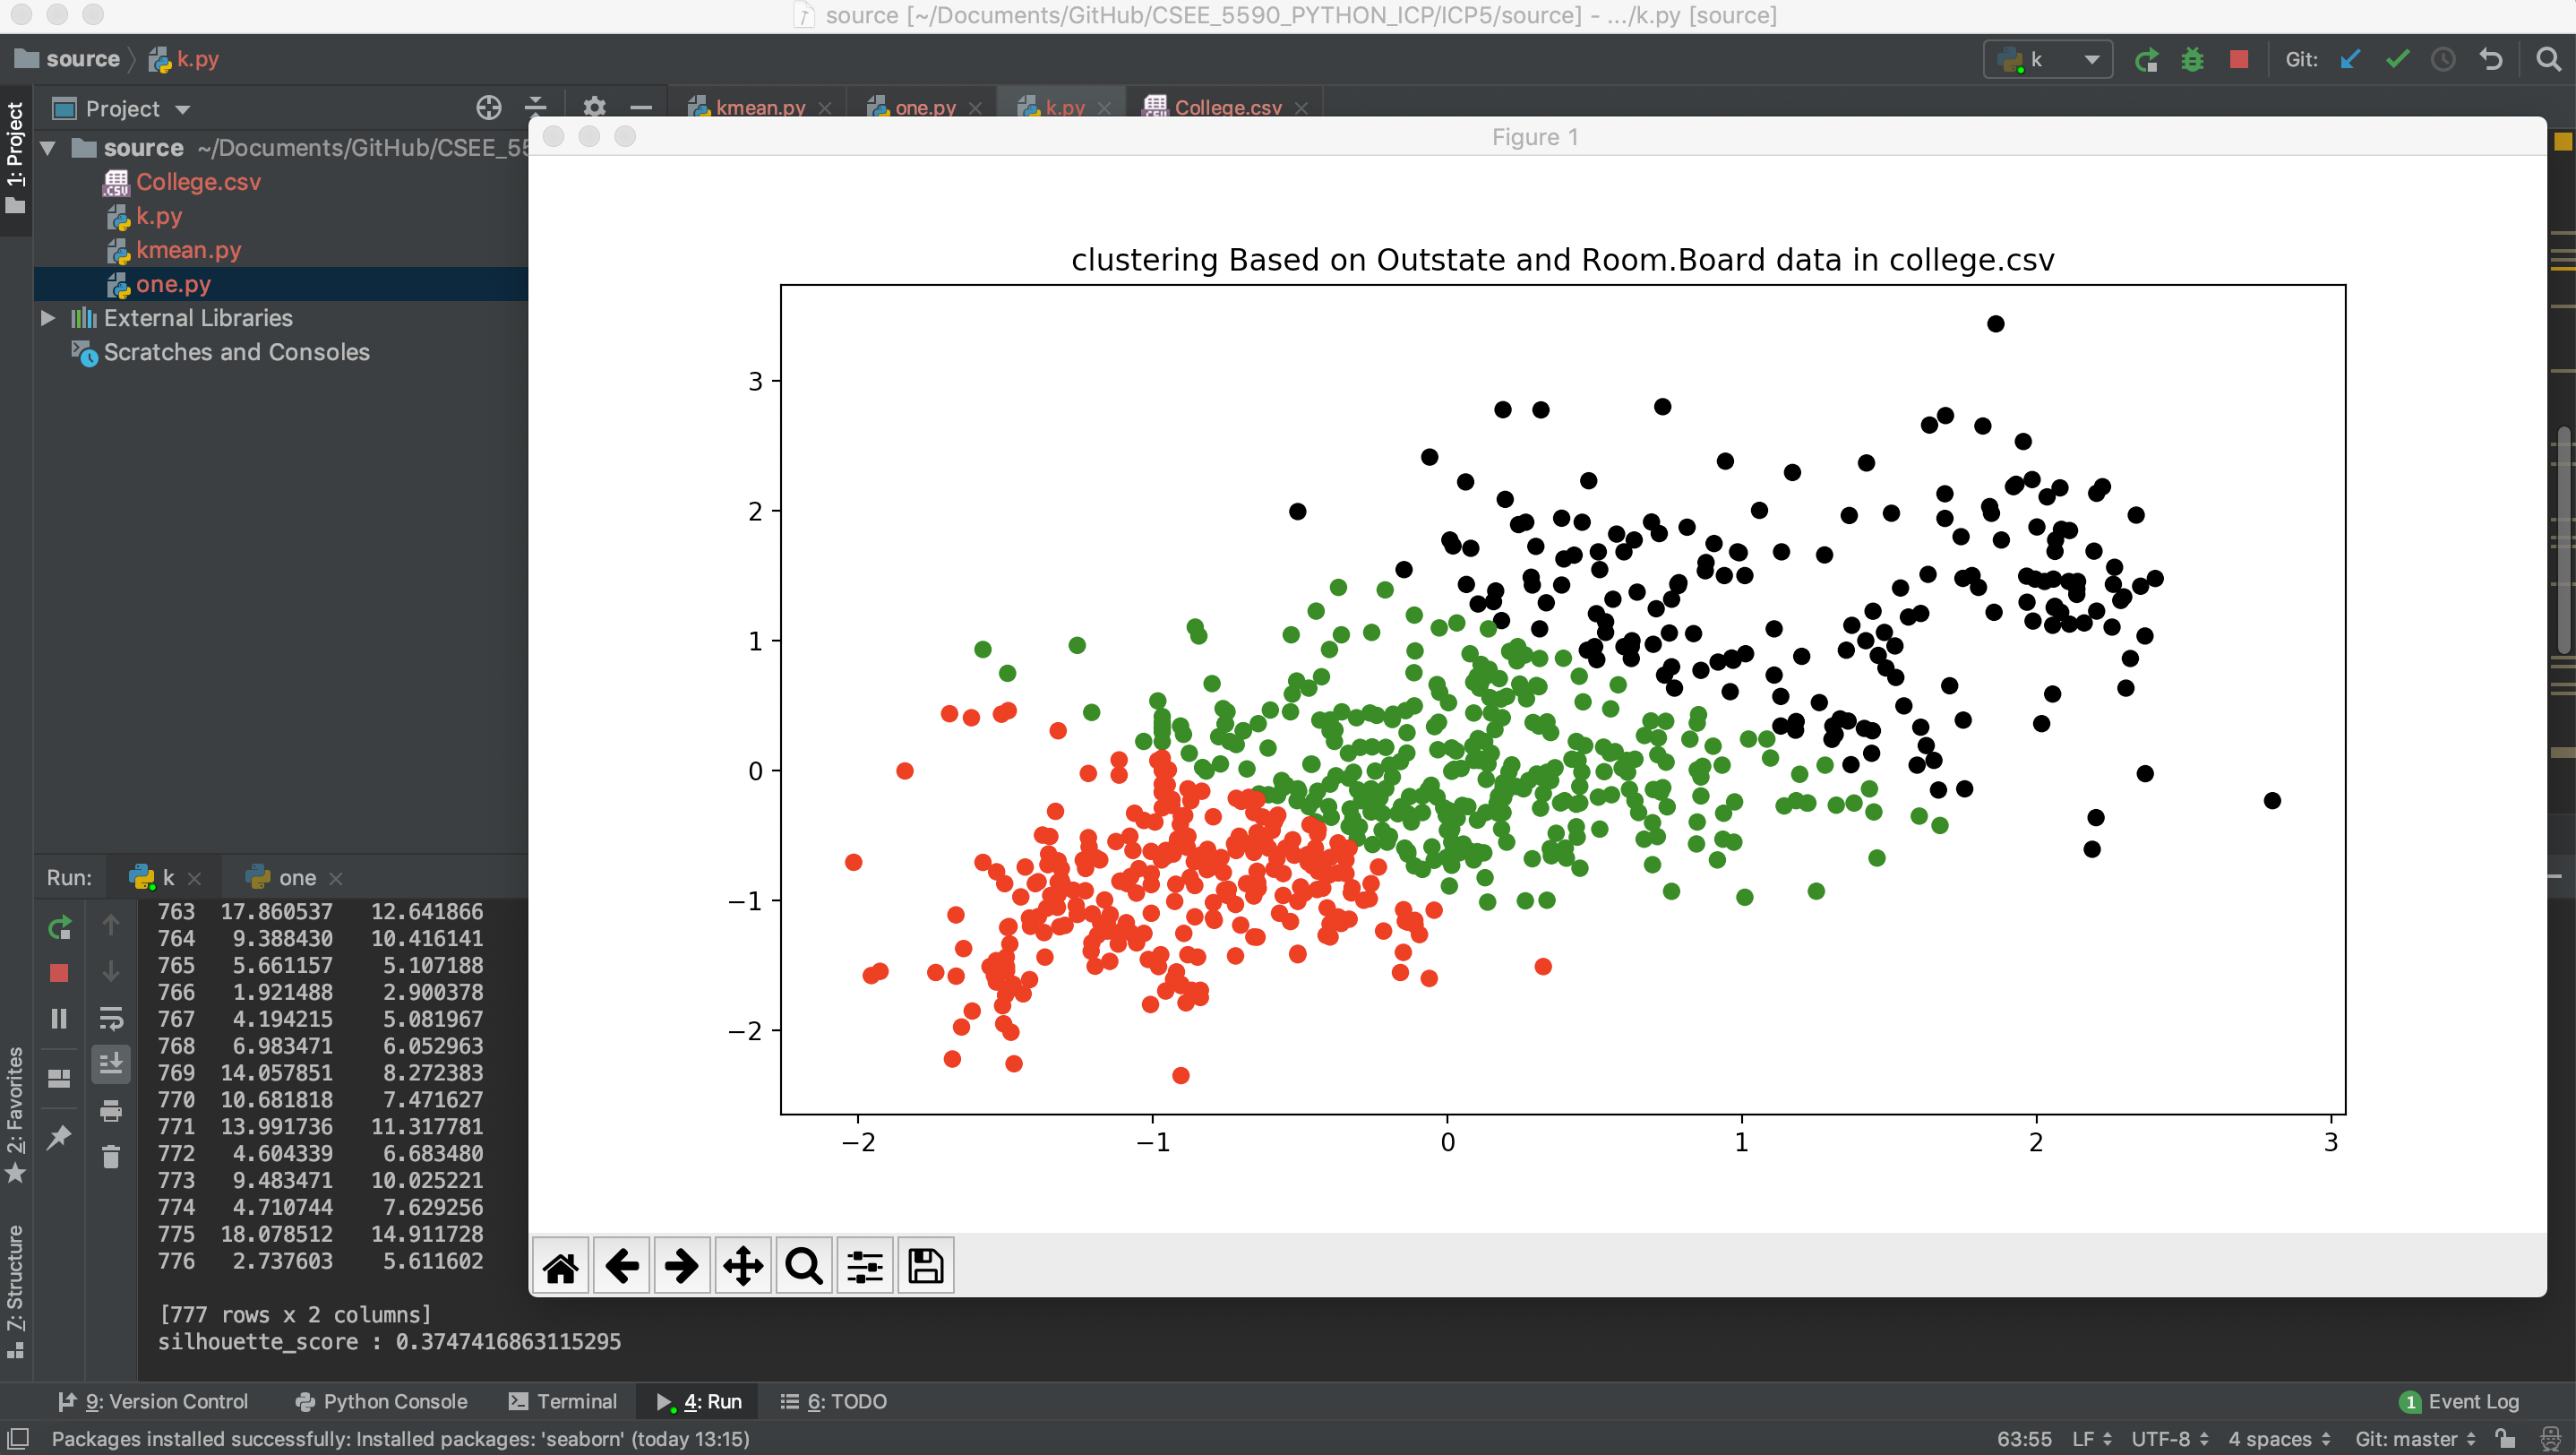 source [~/Documents/GitHub/CSEE_5590_PYTHON_ICP/ICP5/source] - .../k.py [source]
source k.py
k
Git:
Project
kmean.py
one.py
k.py
College.csv
1: Project
source ~/Documents/GitHub/CSEE_55
College.csv
k.py
kmean.py
one.py
External Libraries
Scratches and Consoles
Figure 1
clustering Based on Outstate and Room.Board data in college.csv
3
2
1
0
−1
−2
−2 −1 0 1 2 3
Run: k one
763 17.860537 12.641866
764 9.388430 10.416141
765 5.661157 5.107188
766 1.921488 2.900378
767 4.194215 5.081967
768 6.983471 6.052963
769 14.057851 8.272383
770 10.681818 7.471627
771 13.991736 11.317781
772 4.604339 6.683480
773 9.483471 10.025221
774 4.710744 7.629256
775 18.078512 14.911728
776 2.737603 5.611602
[777 rows x 2 columns]
silhouette_score : 0.3747416863115295
2: Favorites
7: Structure
9: Version Control
Python Console
Terminal
4: Run
6: TODO
1 Event Log
Packages installed successfully: Installed packages: 'seaborn' (today 13:15)
63:55 LF UTF-8 4 spaces Git: master